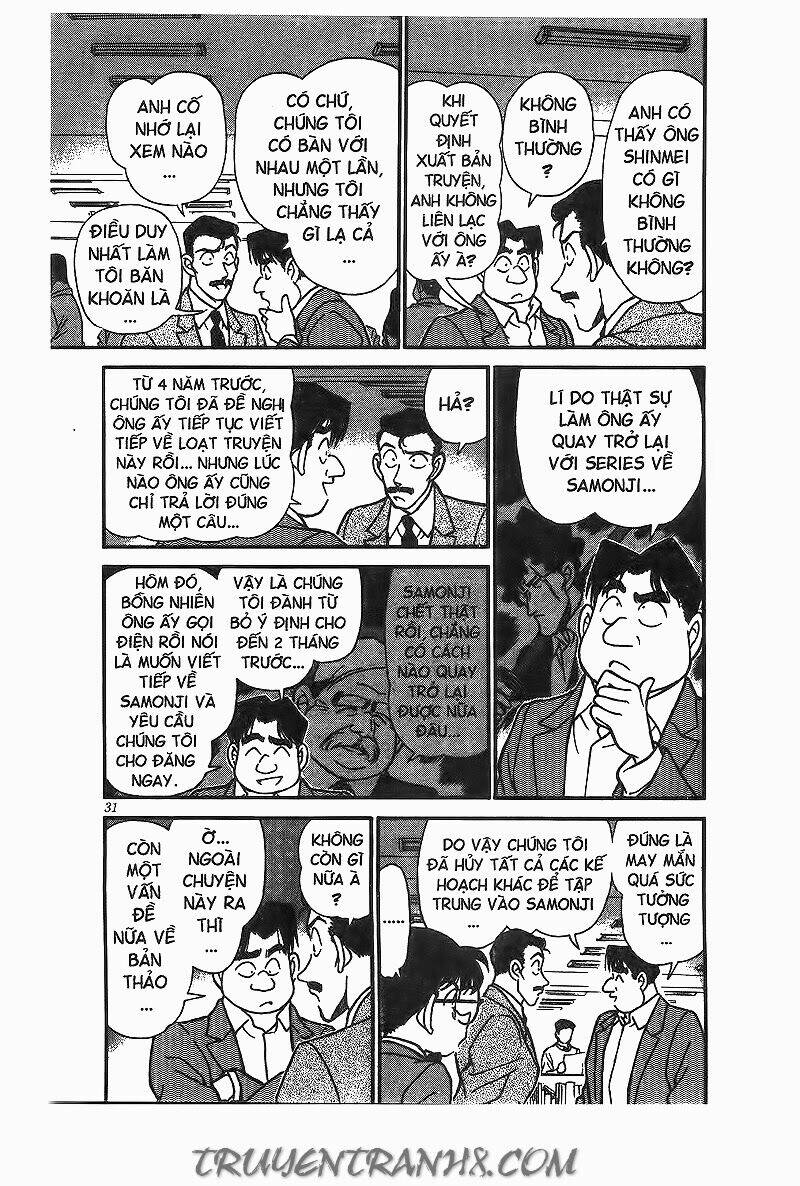 ANH CÓ
THẤY ÔNG
SHINMEI
CÓ GÌ
KHÔNG
BÌNH
THƯỜNG
KHÔNG?
KHÔNG
BÌNH
THƯỜNG
?
KHI
QUYẾT
ĐỊNH
XUẤT BẢN
TRUYỆN,
ANH KHÔNG
LIÊN LẠC
VỚI ÔNG
ẤY À?
CÓ CHỨ,
CHÚNG TÔI
CÓ BÀN VỚI
NHAU MỘT LẦN,
NHƯNG TÔI
CHẲNG THẤY
GÌ LẠ CẢ
...
ANH CỐ
NHỚ LẠI
XEM NÀO
...
ĐIỀU DUY
NHẤT LÀM
TÔI BĂN
KHOĂN LÀ
...
LÍ DO THẬT SỰ
LÀM ÔNG ẤY
QUAY TRỞ LẠI
VỚI SERIES VỀ
SAMONJI...
HẢ?
TỪ 4 NĂM TRƯỚC,
CHÚNG TÔI ĐÃ ĐỀ NGHỊ
ÔNG ẤY TIẾP TỤC VIẾT
TIẾP VỀ LOẠT TRUYỆN
NÀY RỒI... NHƯNG LÚC
NÀO ÔNG ẤY CŨNG
CHỈ TRẢ LỜI ĐÚNG
MỘT CÂU...
SAMONJI
CHẾT THẬT
RỒI, CHẲNG
CÓ CÁCH
NÀO QUAY
TRỞ LẠI
ĐƯỢC NỮA
ĐÂU...
VẬY LÀ CHÚNG
TÔI ĐÀNH TỪ
BỎ Ý ĐỊNH CHO
ĐẾN 2 THÁNG
TRƯỚC...
HÔM ĐÓ,
BỖNG NHIÊN
ÔNG ẤY GỌI
ĐIỆN RỒI NÓI
LÀ MUỐN VIẾT
TIẾP VỀ
SAMONJI VÀ
YÊU CẦU
CHÚNG TÔI
CHO ĐĂNG
NGAY.
31
ĐÚNG LÀ
MAY MẮN
QUÁ SỨC
TƯỞNG
TƯỢNG
...
DO VẬY CHÚNG TÔI
ĐÃ HỦY TẤT CẢ CÁC KẾ
HOẠCH KHÁC ĐỂ TẬP
TRUNG VÀO SAMONJI
...
......
KHÔNG
CÒN GÌ
NỮA À
?
Ờ...
NGOÀI
CHUYỆN
NÀY RA
THÌ
...
CÒN
MỘT
VẤN
ĐỀ
NỮA VỀ
BẢN
THẢO
...
TRUYENTRANH8.COM